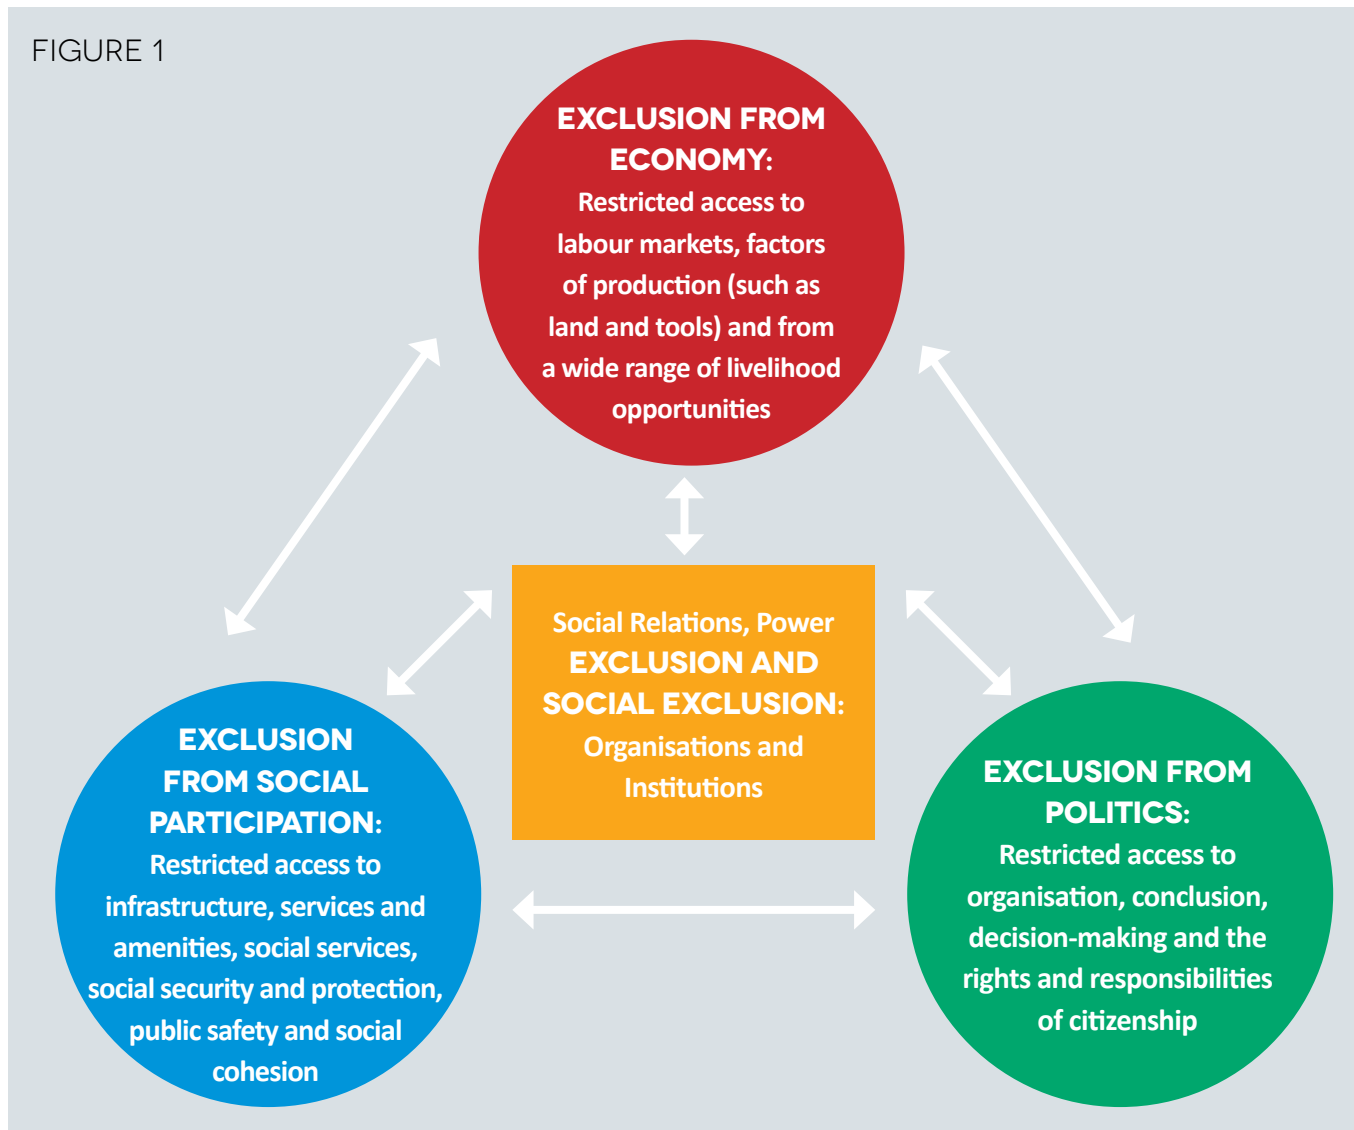 FIGURE 1
EXCLUSION FROM
ECONOMY:
Restricted access to
labour markets, factors
of production (such as
land and tools) and from
a wide range of livelihood
opportunities
Social Relations, Power
EXCLUSION AND
SOCIAL EXCLUSION:
Organisations and
Institutions
EXCLUSION
FROM SOCIAL
PARTICIPATION:
Restricted access to
infrastructure, services and
amenities, social services,
social security and protection,
public safety and social
cohesion
EXCLUSION FROM
POLITICS:
Restricted access to
organisation, conclusion,
decision-making and the
rights and responsibilities
of citizenship